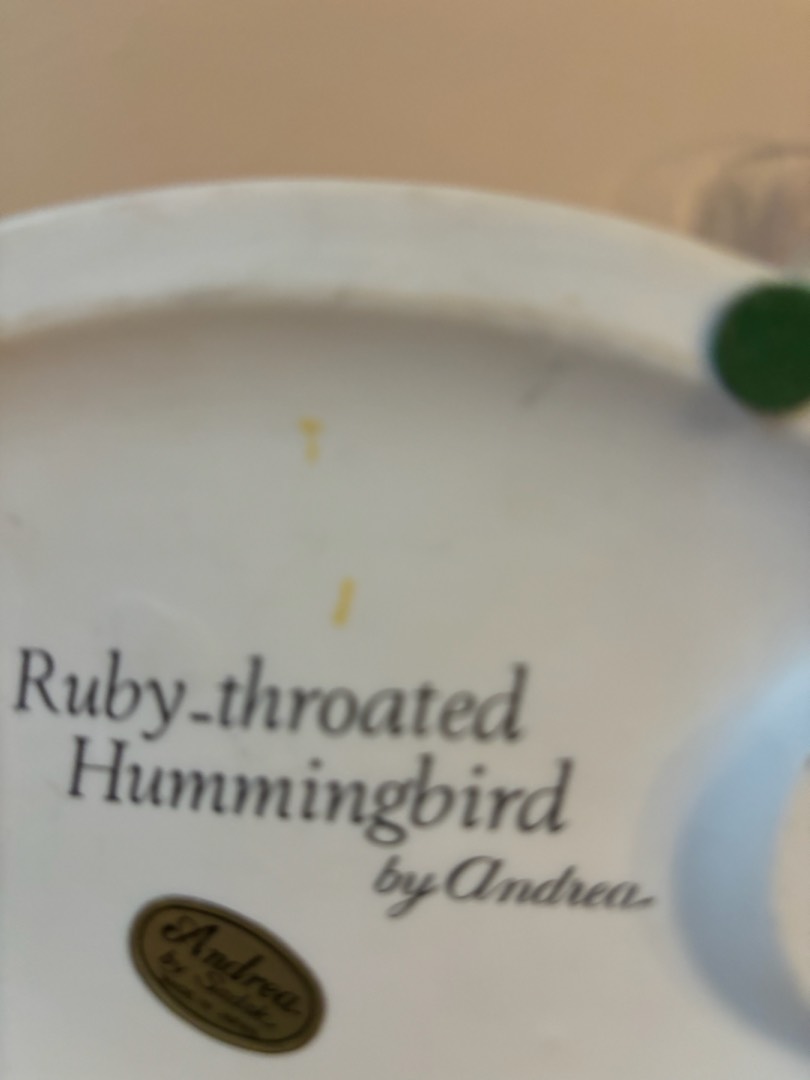 Ruby-throated
Hummingbird
by Andrea
Andrea
by Sadek